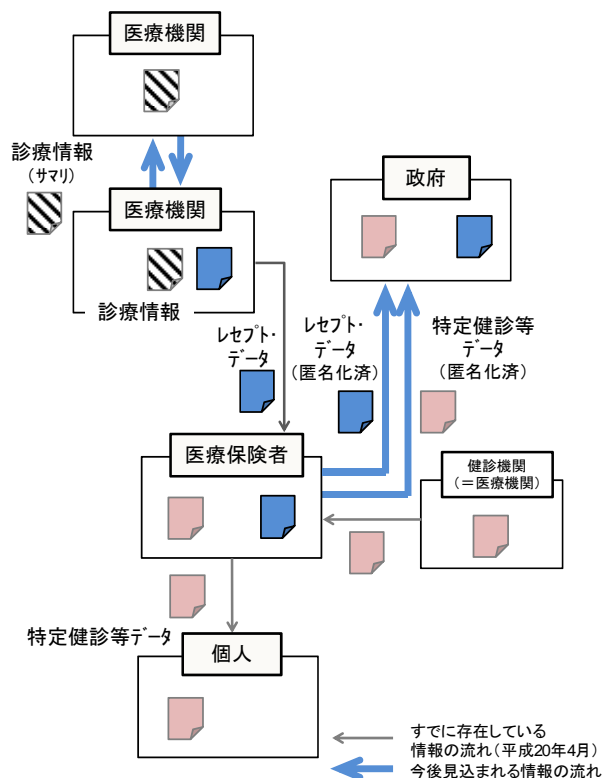 医療機関
診療情報
（サマリ）
医療機関
診療情報
政府
レセプト・
データ
レセプト・
データ
（匿名化済）
特定健診等
データ
（匿名化済）
医療保険者
健診機関
（＝医療機関）
特定健診等データ
個人
すでに存在している
情報の流れ（平成20年4月）
今後見込まれる情報の流れ